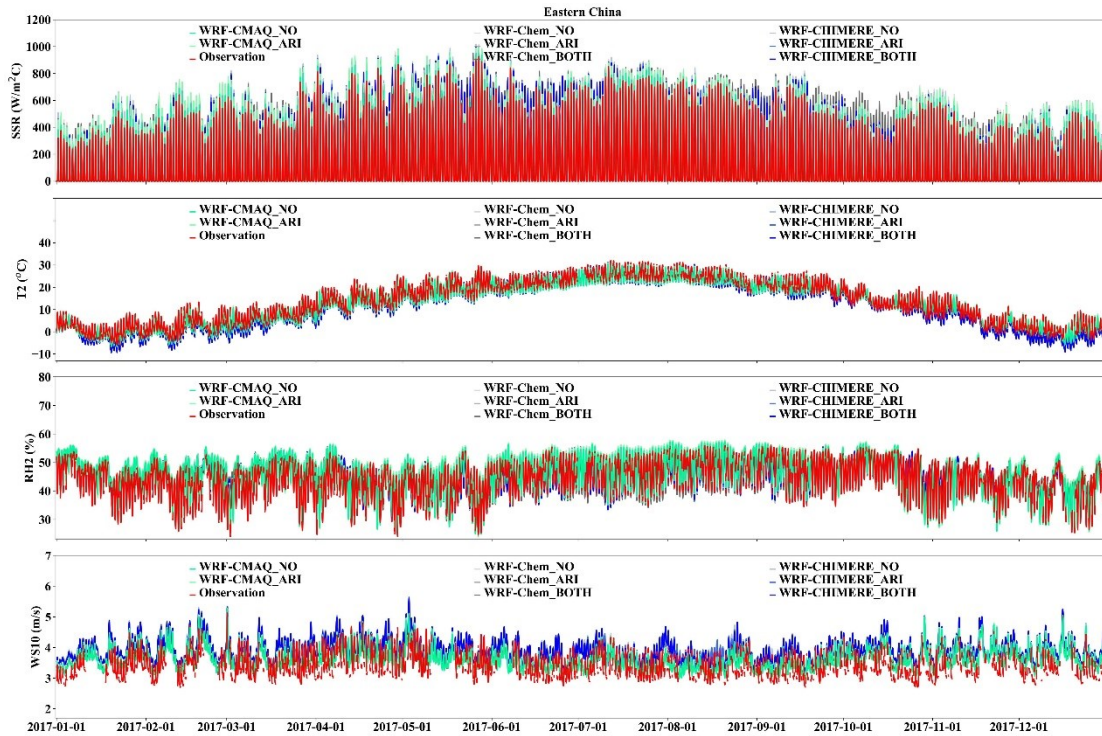 Eastern China
1200
1000
800
600
400
200
0
SSR (W/m²C)
WRF-CMAQ_NO WRF-Chem_NO WRF-CHIMERE_NO
WRF-CMAQ_ARI WRF-Chem_ARI WRF-CHIMERE_ARI
Observation WRF-Chem_BOTH WRF-CHIMERE_BOTH
40
30
20
10
0
−10
T2 (°C)
WRF-CMAQ_NO WRF-Chem_NO WRF-CHIMERE_NO
WRF-CMAQ_ARI WRF-Chem_ARI WRF-CHIMERE_ARI
Observation WRF-Chem_BOTH WRF-CHIMERE_BOTH
80
70
60
50
40
30
RH2 (%)
WRF-CMAQ_NO WRF-Chem_NO WRF-CHIMERE_NO
WRF-CMAQ_ARI WRF-Chem_ARI WRF-CHIMERE_ARI
Observation WRF-Chem_BOTH WRF-CHIMERE_BOTH
7
6
5
4
3
2
WS10 (m/s)
WRF-CMAQ_NO WRF-Chem_NO WRF-CHIMERE_NO
WRF-CMAQ_ARI WRF-Chem_ARI WRF-CHIMERE_ARI
Observation WRF-Chem_BOTH WRF-CHIMERE_BOTH
2017-01-01 2017-02-01 2017-03-01 2017-04-01 2017-05-01 2017-06-01 2017-07-01 2017-08-01 2017-09-01 2017-10-01 2017-11-01 2017-12-01